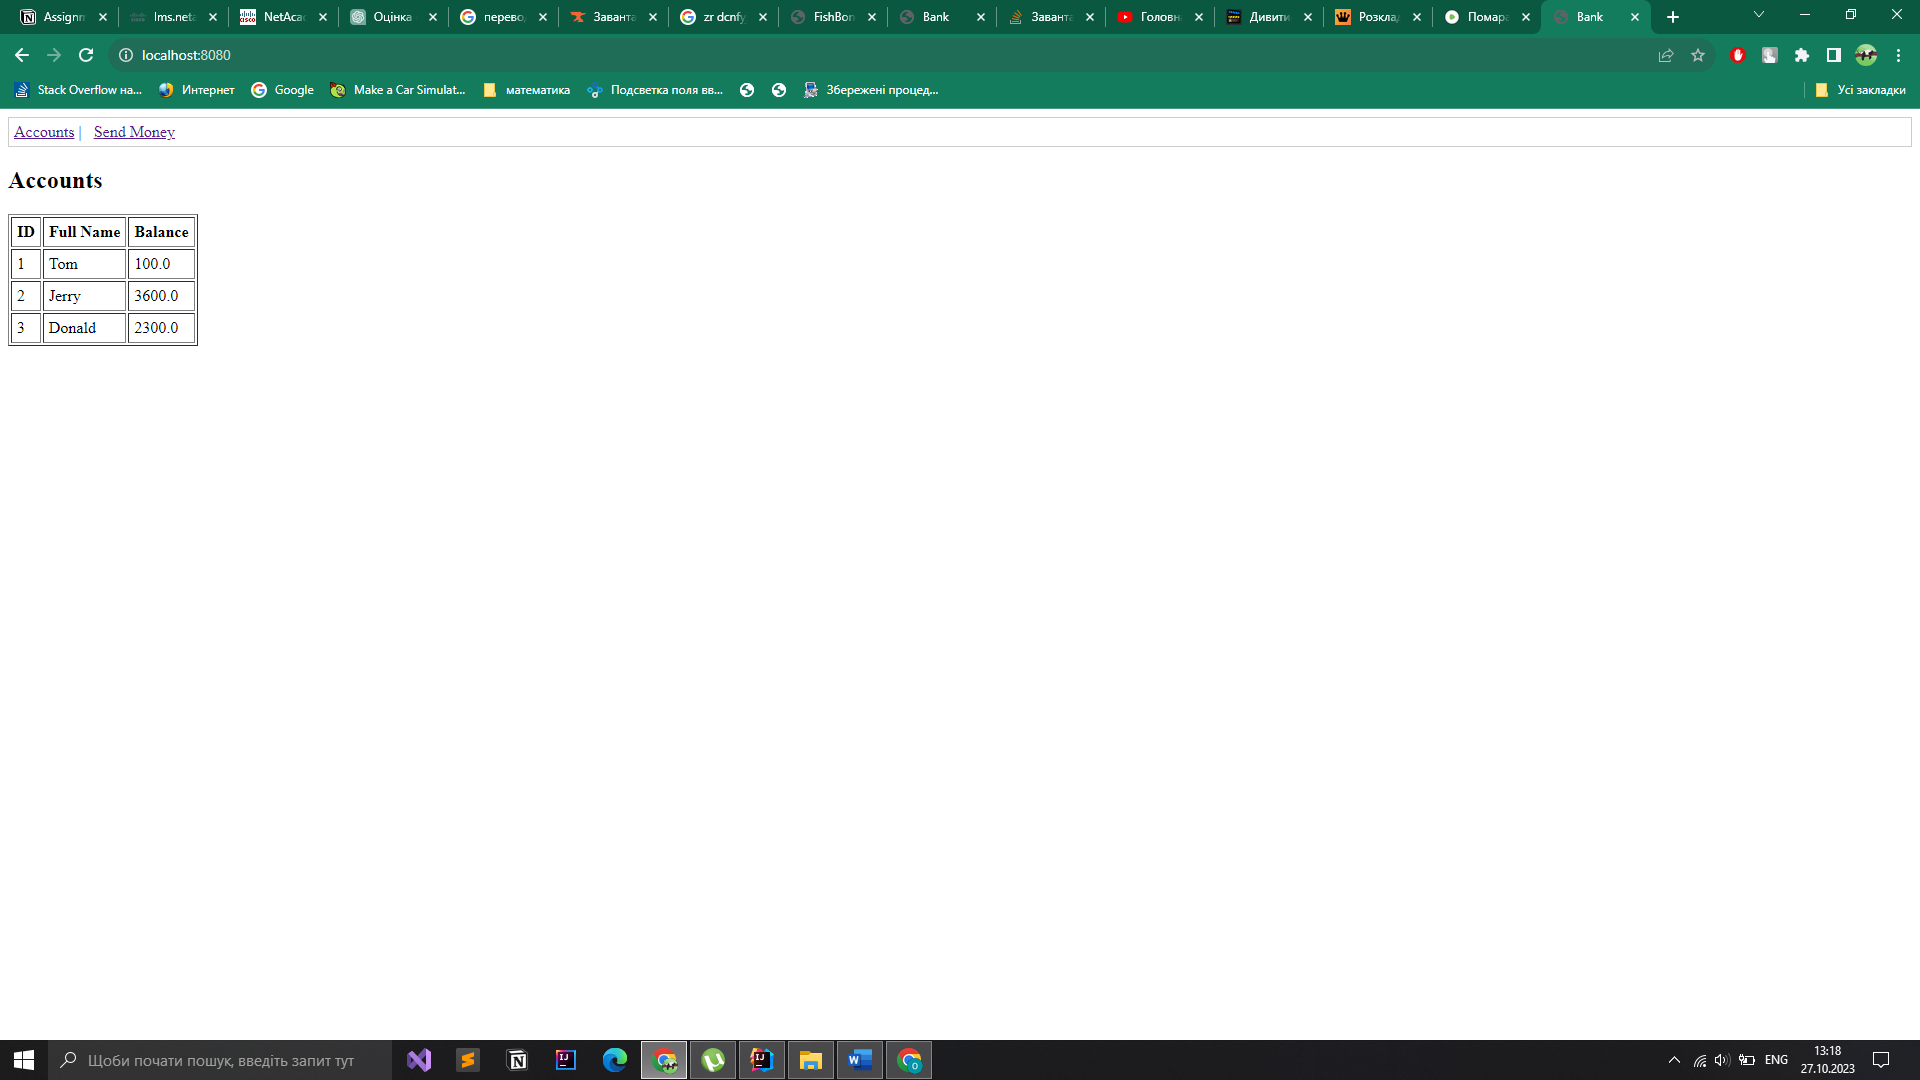 Assignm lms.neta NetAcac Оцінка перевод Заванта zr dcnfy FishBon Bank Заванта Головн Дивити Розклад Помара Bank
localhost:8080
Stack Overflow на... Интернет Google Make a Car Simulat... математика Подсветка поля вв... Збережені процед... Усі закладки
Accounts | Send Money
Accounts
ID Full Name Balance
1 Tom 100.0
2 Jerry 3600.0
3 Donald 2300.0
Щоби почати пошук, введіть запит тут
ENG
13:18
27.10.2023